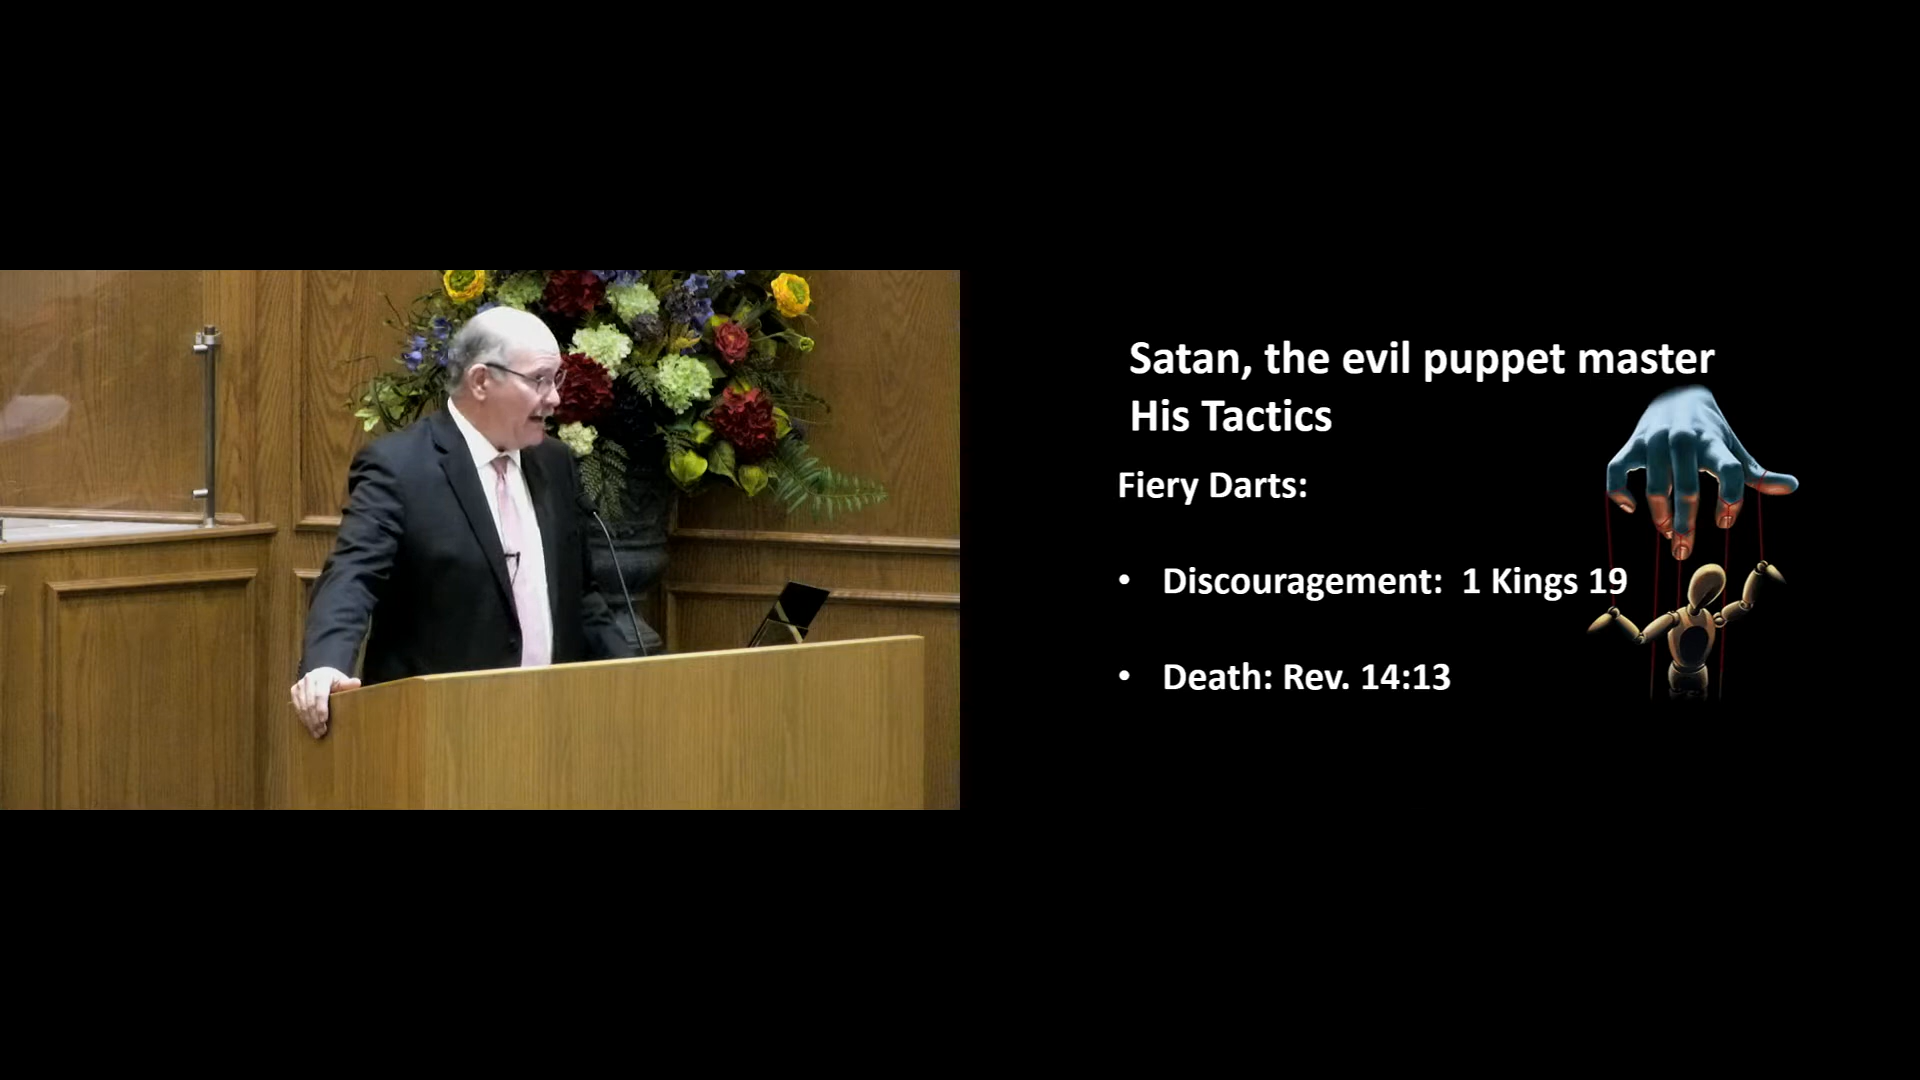 Satan, the evil puppet master
His Tactics
Fiery Darts:
• Discouragement:  1 Kings 19
• Death: Rev. 14:13